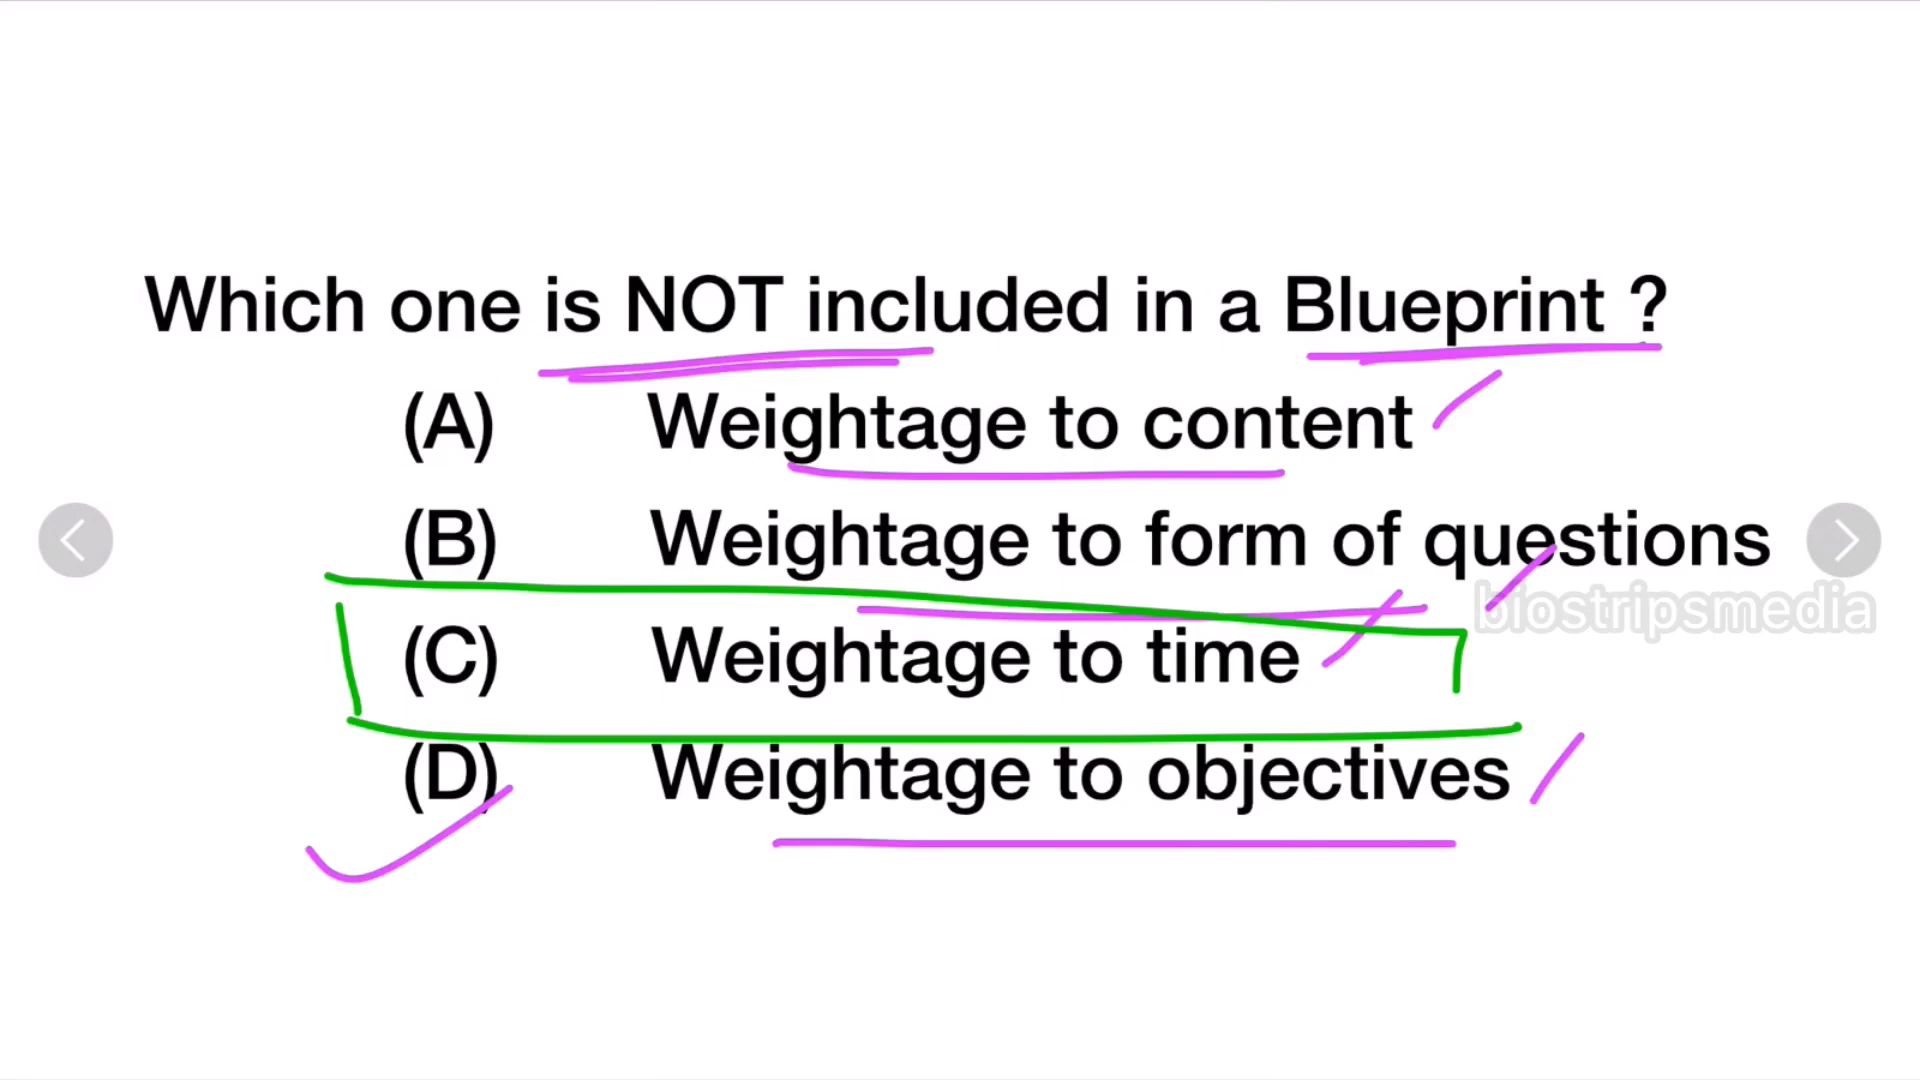 Which one is NOT included in a Blueprint ?
(A) Weightage to content
(B) Weightage to form of questions
biostripsmedia
(C) Weightage to time
(D) Weightage to objectives